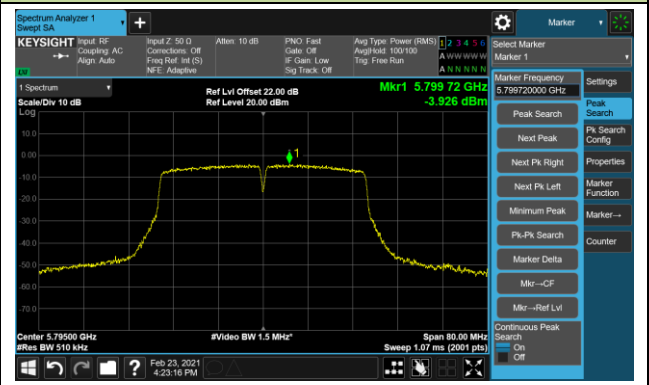 Spectrum Analyzer 1
Swept SA
Marker
KEYSIGHT
Input: RF
Coupling: AC
Align: Auto
Input Z: 50 Ω
Corrections: Off
Freq Ref: Int (S)
NFE: Adaptive
Atten: 10 dB
PNO: Fast
Gate: Off
IF Gain: Low
Sig Track: Off
Avg Type: Power (RMS)
Avg|Hold: 100/100
Trig: Free Run
1 2 3 4 5 6
A W W W W W
A N N N N N
LXI
Select Marker
Marker 1
1 Spectrum
Scale/Div 10 dB
Log
Ref Lvl Offset 22.00 dB
Ref Level 20.00 dBm
Mkr1 5.799 72 GHz
-3.926 dBm
10.0
0.00
-10.0
-20.0
-30.0
-40.0
-50.0
-60.0
-70.0
1
Center 5.79500 GHz
#Res BW 510 kHz
#Video BW 1.5 MHz*
Span 80.00 MHz
Sweep 1.07 ms (2001 pts)
Marker Frequency
5.799720000 GHz
Peak Search
Next Peak
Next Pk Right
Next Pk Left
Minimum Peak
Pk-Pk Search
Marker Delta
Mkr→CF
Mkr→Ref Lvl
Continuous Peak
Search
On
Off
Settings
Peak
Search
Pk Search
Config
Properties
Marker
Function
Marker→
Counter
?
Feb 23, 2021
4:23:16 PM